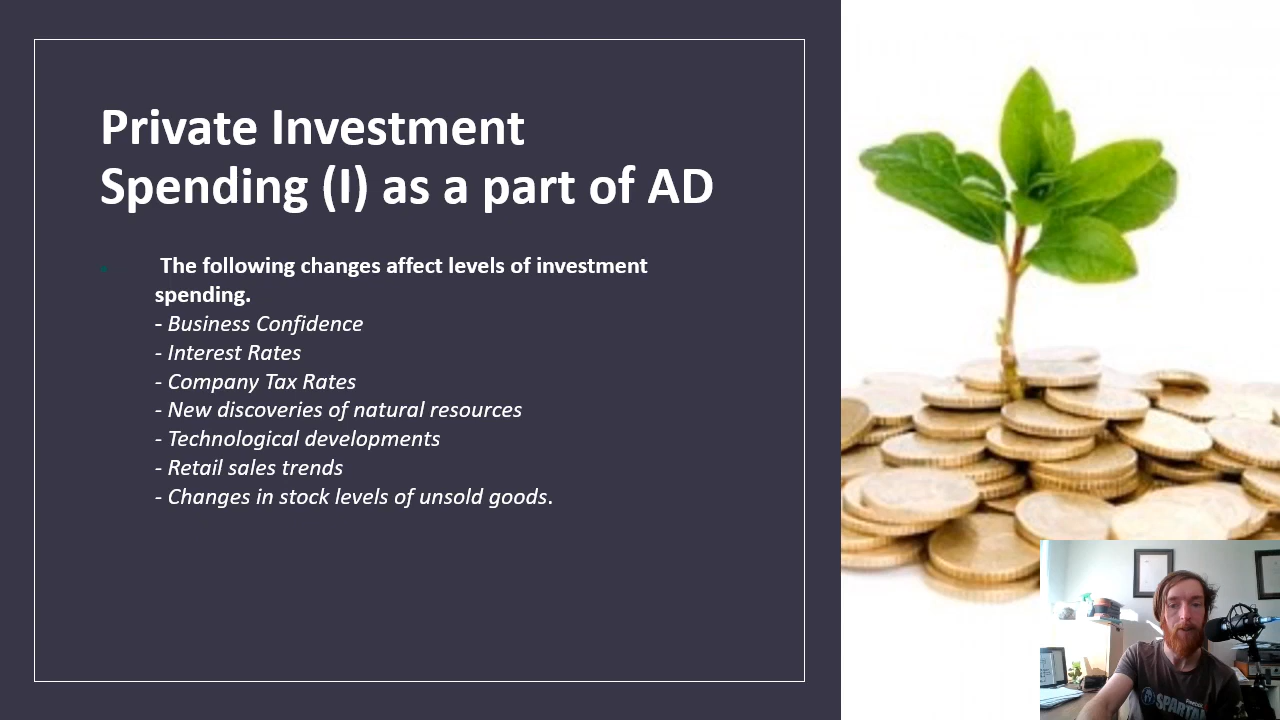 Private Investment
Spending (I) as a part of AD
The following changes affect levels of investment
spending.
- Business Confidence
- Interest Rates
- Company Tax Rates
- New discoveries of natural resources
- Technological developments
- Retail sales trends
- Changes in stock levels of unsold goods.
Reebok